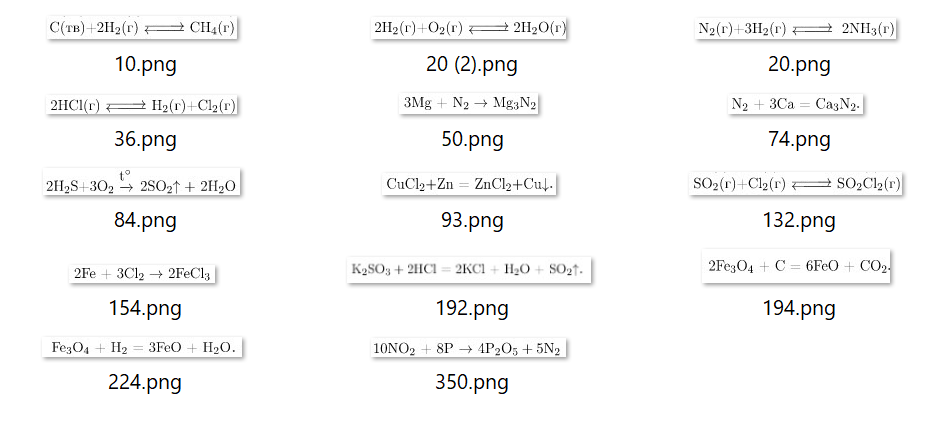 C(тв)+2H₂(г) ⇌ CH₄(г)
10.png
2H₂(г)+O₂(г) ⇌ 2H₂O(г)
20 (2).png
N₂(г)+3H₂(г) ⇌ 2NH₃(г)
20.png
2HCl(г) ⇌ H₂(г)+Cl₂(г)
36.png
3Mg + N₂ → Mg₃N₂
50.png
N₂ + 3Ca = Ca₃N₂.
74.png
2H₂S+3O₂ t° → 2SO₂↑ + 2H₂O
84.png
CuCl₂+Zn = ZnCl₂+Cu↓.
93.png
SO₂(г)+Cl₂(г) ⇌ SO₂Cl₂(г)
132.png
2Fe + 3Cl₂ → 2FeCl₃
154.png
K₂SO₃ + 2HCl = 2KCl + H₂O + SO₂↑.
192.png
2Fe₃O₄ + C = 6FeO + CO₂.
194.png
Fe₃O₄ + H₂ = 3FeO + H₂O.
224.png
10NO₂ + 8P → 4P₂O₅ + 5N₂
350.png